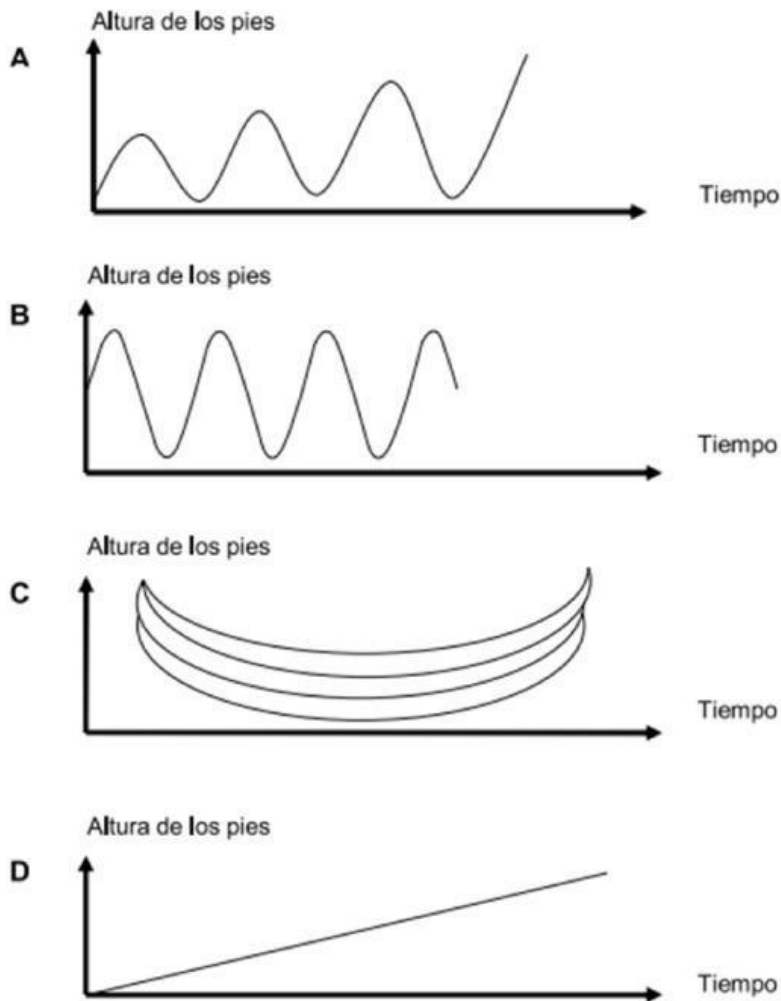 Altura de los pies
A
Tiempo
Altura de los pies
B
Tiempo
Altura de los pies
C
Tiempo
Altura de los pies
D
Tiempo